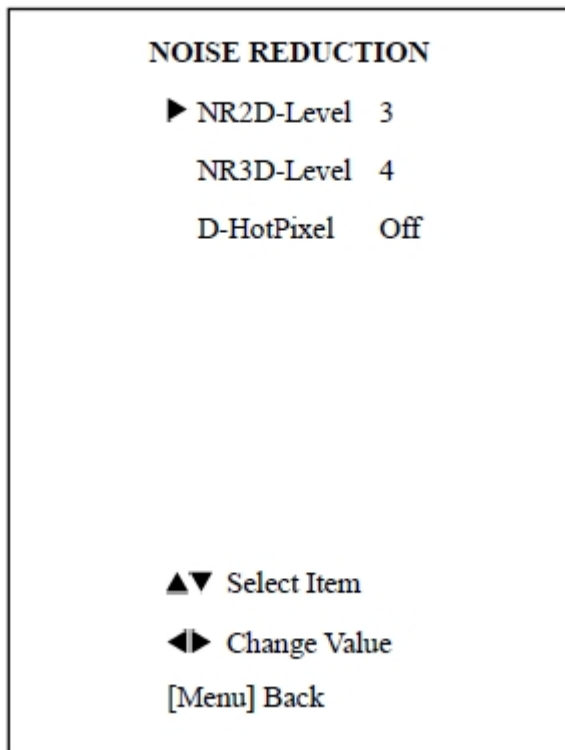 NOISE REDUCTION
▶ NR2D-Level 3
NR3D-Level 4
D-HotPixel Off
▲▼ Select Item
◀▶ Change Value
[Menu] Back